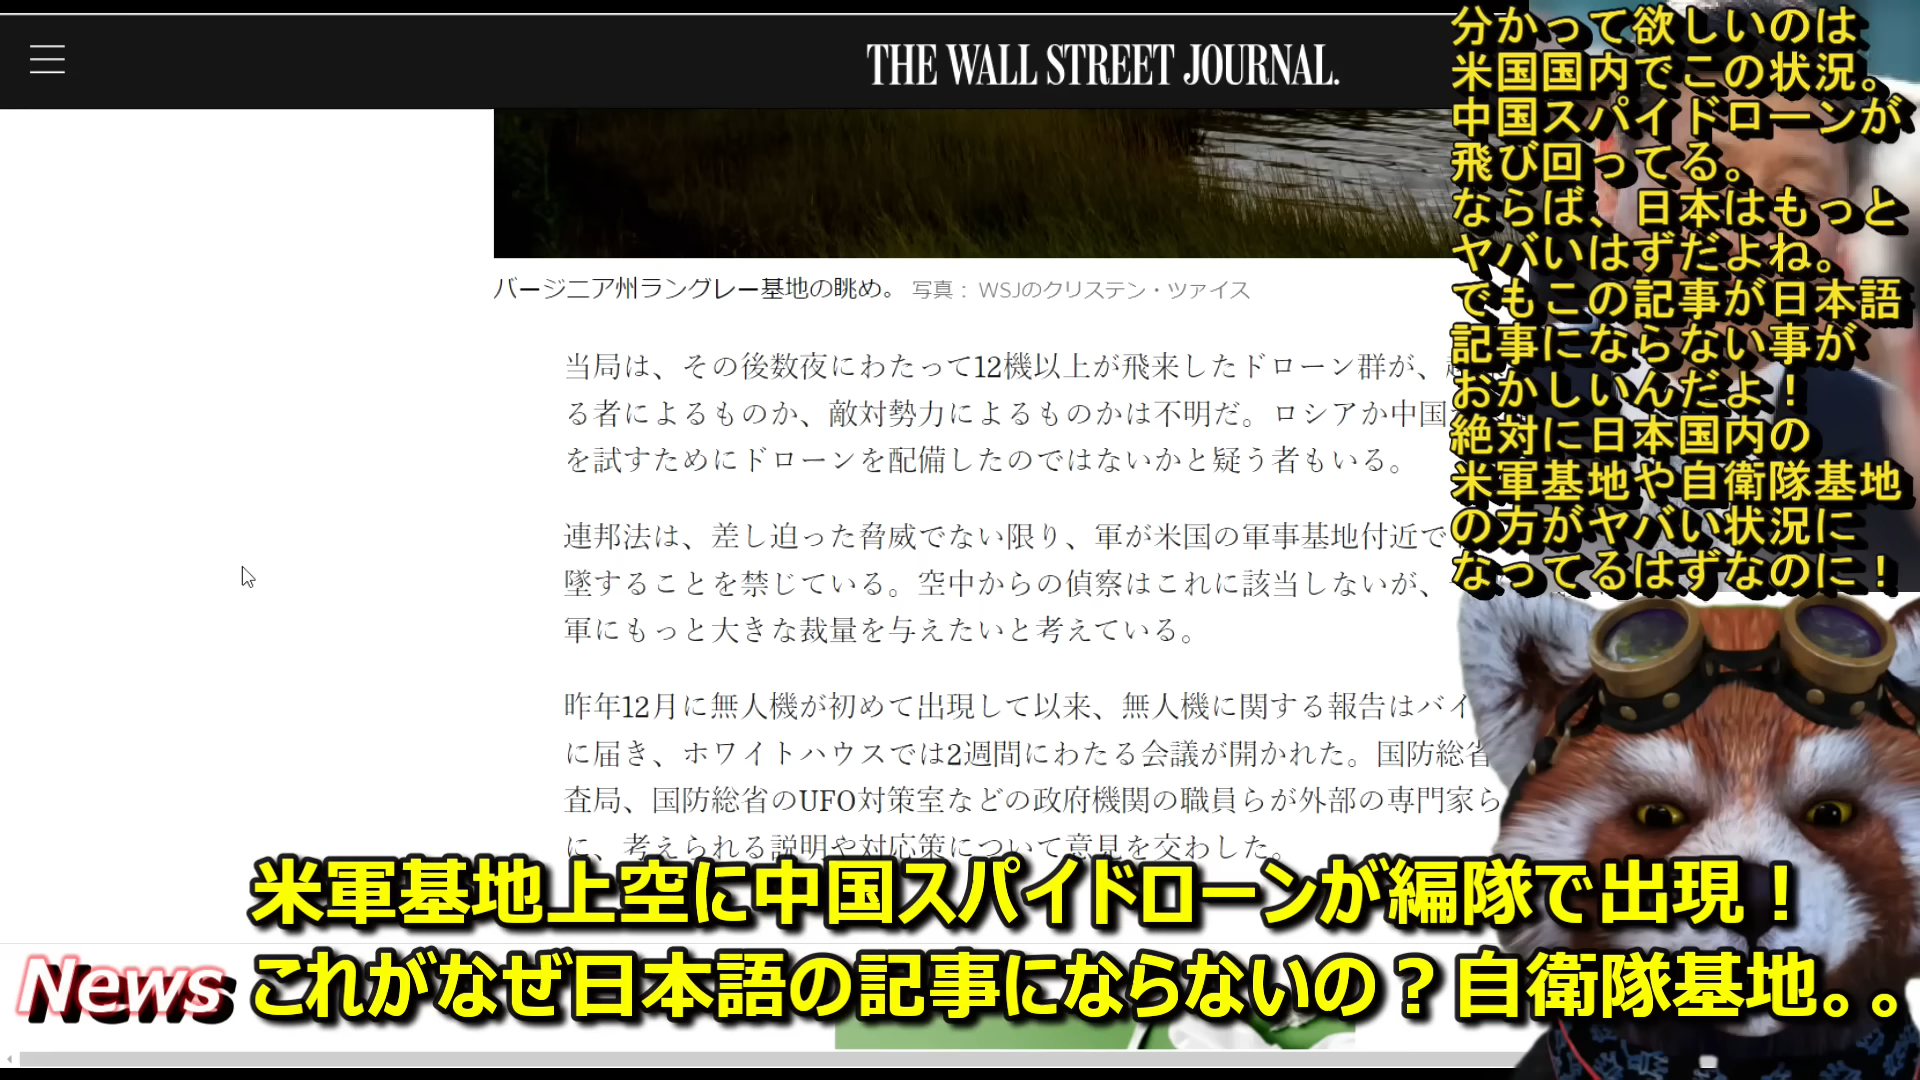 THE WALL STREET JOURNAL.
バージニア州ラングレー基地の眺め。 写真： WSJのクリステン・ツァイス
当局は、その後数夜にわたって12機以上が飛来したドローン群が、
る者によるものか、敵対勢力によるものかは不明だ。ロシアか中国
を試すためにドローンを配備したのではないかと疑う者もいる。
連邦法は、差し迫った脅威でない限り、軍が米国の軍事基地付近で
墜することを禁じている。空中からの偵察はこれに該当しないが、
軍にもっと大きな裁量を与えたいと考えている。
昨年12月に無人機が初めて出現して以来、無人機に関する報告はバイ
に届き、ホワイトハウスでは2週間にわたる会議が開かれた。国防総省
査局、国防総省のUFO対策室などの政府機関の職員らが外部の専門家ら
に、考えられる説明や対応策について意見を交わした。
分かって欲しいのは
米国国内でこの状況。
中国スパイドローンが
飛び回ってる。
ならば、日本はもっと
ヤバいはずだよね。
でもこの記事が日本語
記事にならない事が
おかしいんだよ！
絶対に日本国内の
米軍基地や自衛隊基地
の方がヤバい状況に
なってるはずなのに！
米軍基地上空に中国スパイドローンが編隊で出現！
News これがなぜ日本語の記事にならないの？自衛隊基地。。